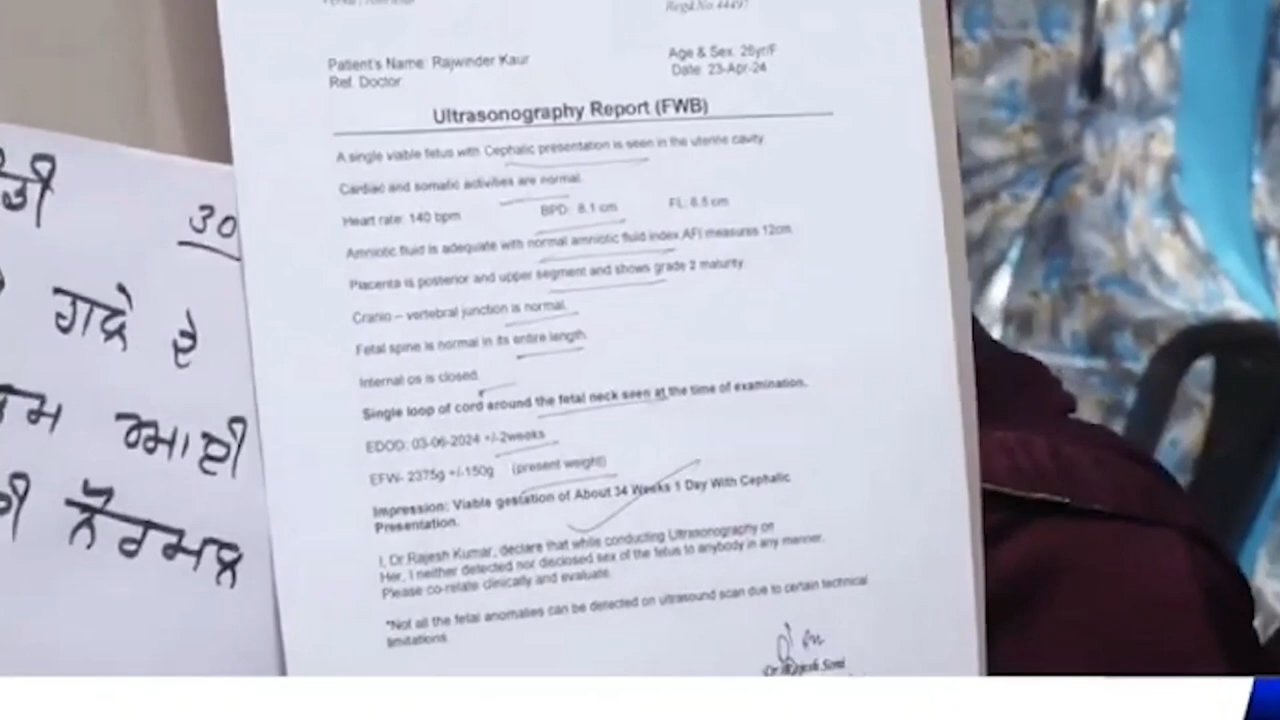 Regd.No.44497
Patient's Name: Rajwinder Kaur
Age & Sex: 26yr/F
Ref. Doctor:
Date: 23-Apr-24
Ultrasonography Report (FWB)
A single viable fetus with Cephalic presentation is seen in the uterine cavity.
Cardiac and somatic activities are normal.
Heart rate: 140 bpm BPD: 8.1 cm FL: 6.5 cm
Amniotic fluid is adequate with normal amniotic fluid index.AFI measures 12cm.
Placenta is posterior and upper segment and shows grade 2 maturity.
Cranio – vertebral junction is normal.
Fetal spine is normal in its entire length.
Internal os is closed.
Single loop of cord around the fetal neck seen at the time of examination.
EDOD: 03-06-2024 +/-2weeks
EFW- 2375g +/-150g (present weight)
Impression: Viable gestation of About 34 Weeks 1 Day With Cephalic
Presentation.
I, Dr Rajesh Kumar, declare that while conducting Ultrasonography on
Her, I neither detected nor disclosed sex of the fetus to anybody in any manner.
Please co-relate clinically and evaluate.
*Not all the fetal anomalies can be detected on ultrasound scan due to certain technical
limitations.
Dr Rajesh Soni
30
ਦੇ
ਆਈ
ਨੌਰਮਲ